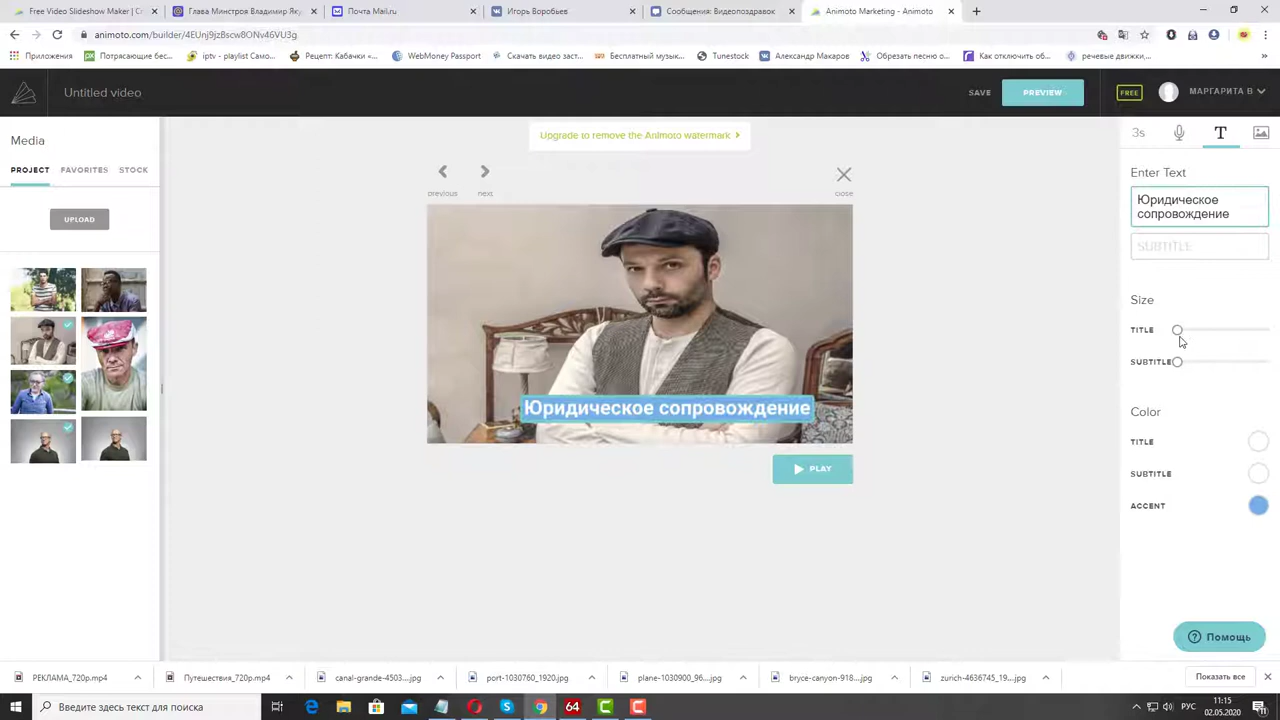 Free Video Slideshow Maker | Ci
Глава Минстроя Владимир Яку
Почта Mail.ru
Игорь Воробьев
Сообщения: Видеопоздравок
Animoto Marketing - Animoto
animoto.com/builder/4EUnj9jzBscw8ONv46VU3g
Приложения
Потрясающие бес...
iptv - playlist Само...
Рецепт: Кабачки «...
WebMoney Passport
Скачать видео заст...
Бесплатный музык...
Tunestock
Александр Макаров
Обрезать песню о...
Как отключить об...
речевые движки,...
Untitled video
SAVE
PREVIEW
FREE
МАРГАРИТА В
Media
Upgrade to remove the Animoto watermark
3s
T
PROJECT
FAVORITES
STOCK
previous
next
close
Enter Text
Юридическое
сопровождение
UPLOAD
SUBTITLE
Size
TITLE
SUBTITLE
Юридическое сопровождение
Color
TITLE
PLAY
SUBTITLE
ACCENT
Помощь
РЕКЛАМА_720p.mp4
Путешествия_720p.mp4
canal-grande-4503....jpg
port-1030760_1920.jpg
plane-1030900_96....jpg
bryce-canyon-918....jpg
zurich-4636745_19....jpg
Показать все
Введите здесь текст для поиска
64
РУС
11:15
02.05.2020